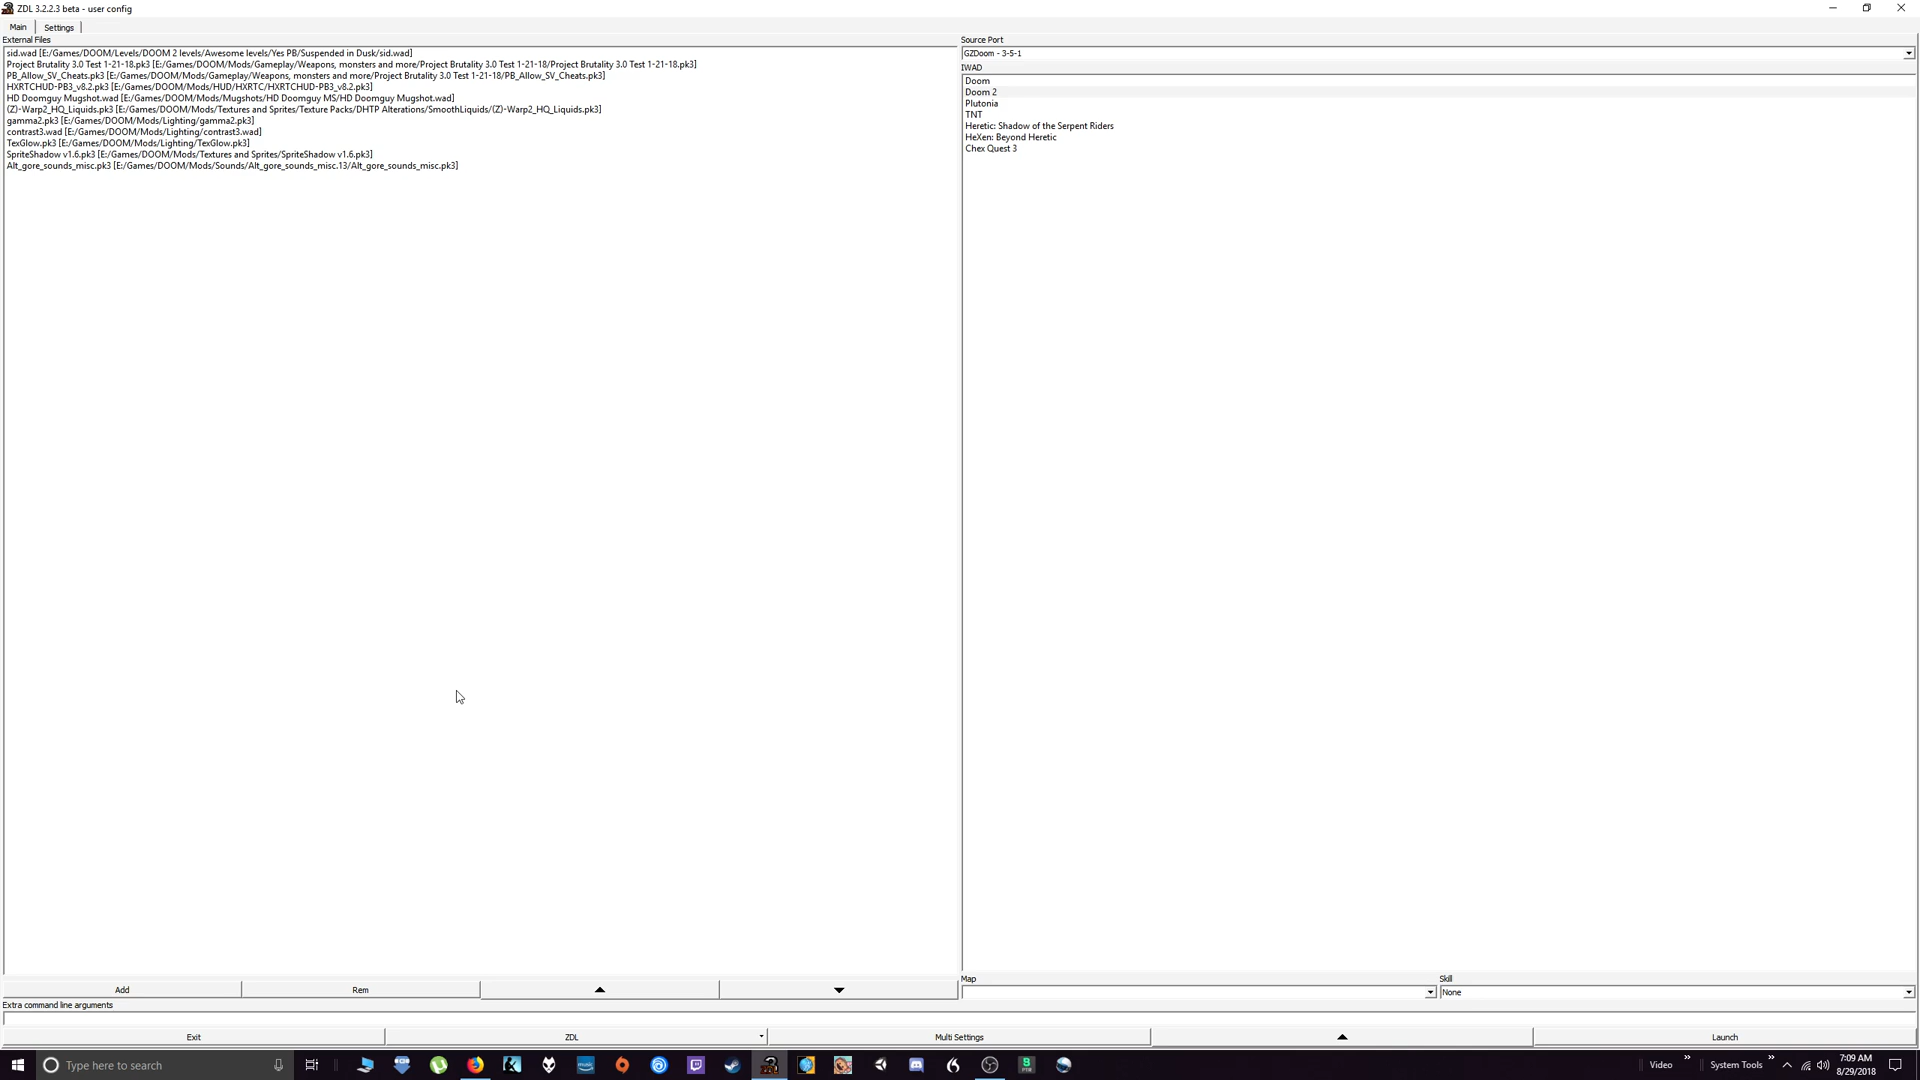 ZDL 3.2.2.3 beta - user config
Main
Settings
External Files
sid.wad [E:/Games/DOOM/Levels/DOOM 2 levels/Awesome levels/Yes PB/Suspended in Dusk/sid.wad]
Project Brutality 3.0 Test 1-21-18.pk3 [E:/Games/DOOM/Mods/Gameplay/Weapons, monsters and more/Project Brutality 3.0 Test 1-21-18/Project Brutality 3.0 Test 1-21-18.pk3]
PB_Allow_SV_Cheats.pk3 [E:/Games/DOOM/Mods/Gameplay/Weapons, monsters and more/Project Brutality 3.0 Test 1-21-18/PB_Allow_SV_Cheats.pk3]
HXRTCHUD-PB3_v8.2.pk3 [E:/Games/DOOM/Mods/HUD/HXRTC/HXRTCHUD-PB3_v8.2.pk3]
HD Doomguy Mugshot.wad [E:/Games/DOOM/Mods/Mugshots/HD Doomguy MS/HD Doomguy Mugshot.wad]
(Z)-Warp2_HQ_Liquids.pk3 [E:/Games/DOOM/Mods/Textures and Sprites/Texture Packs/DHTP Alterations/SmoothLiquids/(Z)-Warp2_HQ_Liquids.pk3]
gamma2.pk3 [E:/Games/DOOM/Mods/Lighting/gamma2.pk3]
contrast3.wad [E:/Games/DOOM/Mods/Lighting/contrast3.wad]
TexGlow.pk3 [E:/Games/DOOM/Mods/Lighting/TexGlow.pk3]
SpriteShadow v1.6.pk3 [E:/Games/DOOM/Mods/Textures and Sprites/SpriteShadow v1.6.pk3]
Alt_gore_sounds_misc.pk3 [E:/Games/DOOM/Mods/Sounds/Alt_gore_sounds_misc.13/Alt_gore_sounds_misc.pk3]
Source Port
GZDoom - 3-5-1
IWAD
Doom
Doom 2
Plutonia
TNT
Heretic: Shadow of the Serpent Riders
HeXen: Beyond Heretic
Chex Quest 3
Map
Skill
None
Add
Rem
Extra command line arguments
Exit
ZDL
Multi Settings
Launch
Type here to search
music
Video
System Tools
7:09 AM
8/29/2018